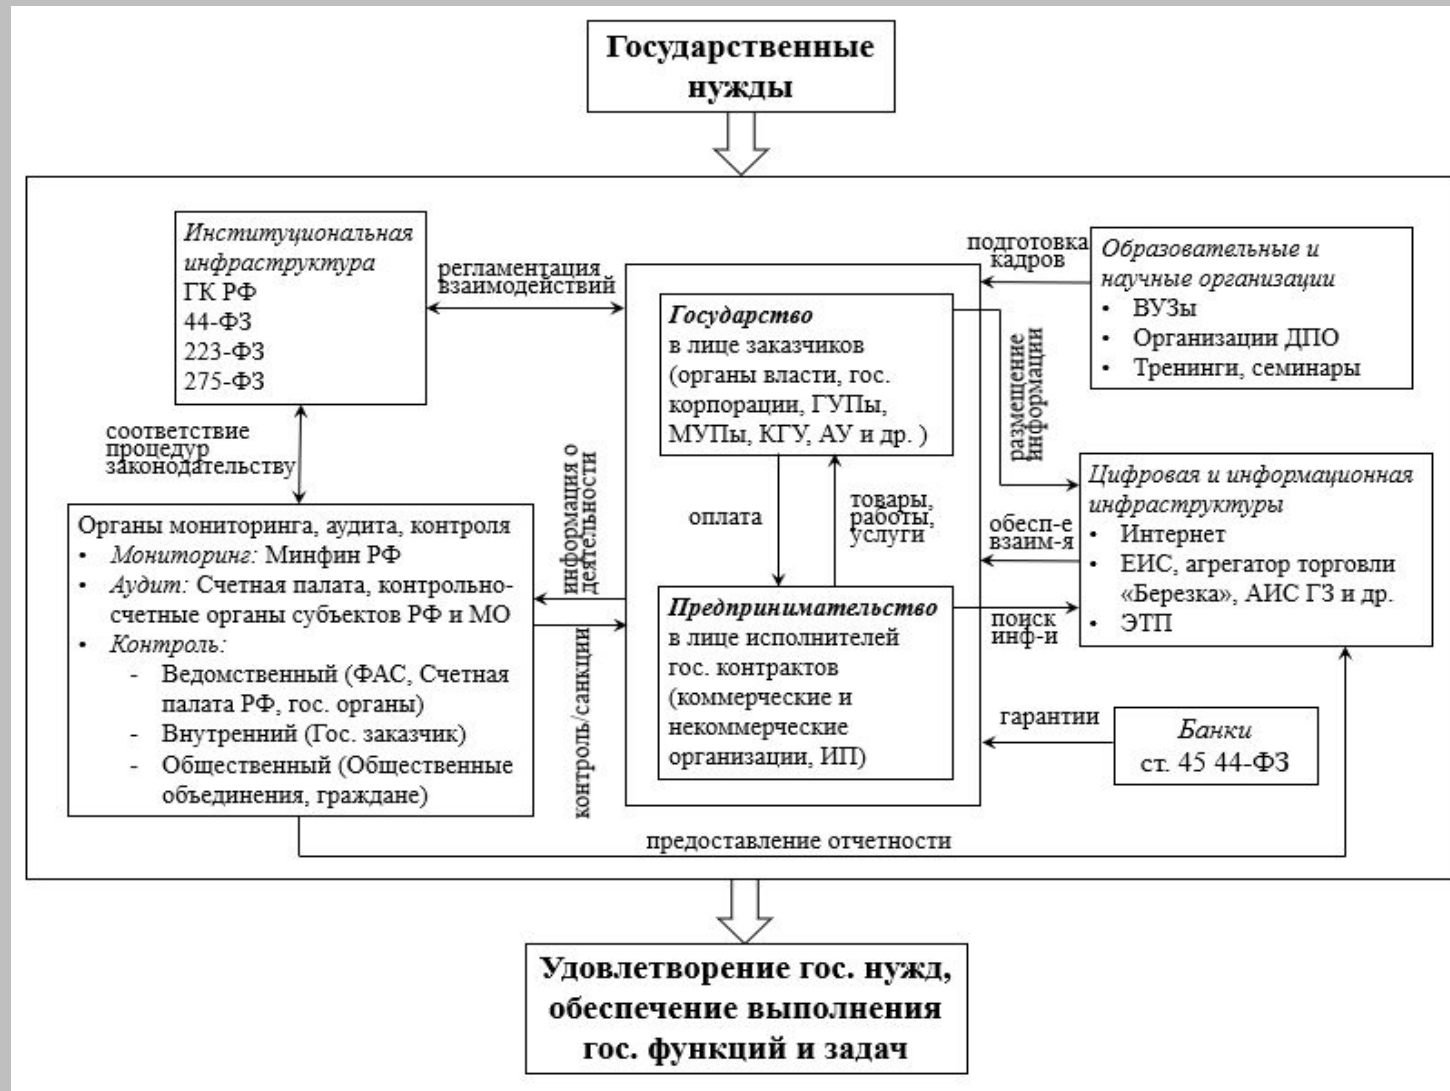 Государственные
нужды
Институциональная
инфраструктура
ГК РФ
44-ФЗ
223-ФЗ
275-ФЗ
регламентация
взаимодействий
подготовка
кадров
Образовательные и
научные организации
• ВУЗы
• Организации ДПО
• Тренинги, семинары
Государство
в лице заказчиков
(органы власти, гос.
корпорации, ГУПы,
МУПы, КГУ, АУ и др. )
размещение
информации
соответствие
процедур
законодательству
Органы мониторинга, аудита, контроля
• Мониторинг: Минфин РФ
• Аудит: Счетная палата, контрольно-
счетные органы субъектов РФ и МО
• Контроль:
- Ведомственный (ФАС, Счетная
палата РФ, гос. органы)
- Внутренний (Гос. заказчик)
- Общественный (Общественные
объединения, граждане)
информация о
деятельности
контроль/санкции
оплата
товары,
работы,
услуги
Предпринимательство
в лице исполнителей
гос. контрактов
(коммерческие и
некоммерческие
организации, ИП)
Цифровая и информационная
инфраструктуры
• Интернет
• ЕИС, агрегатор торговли
«Березка», АИС ГЗ и др.
• ЭТП
обесп-е
взаим-я
поиск
инф-и
гарантии
Банки
ст. 45 44-ФЗ
предоставление отчетности
Удовлетворение гос. нужд,
обеспечение выполнения
гос. функций и задач